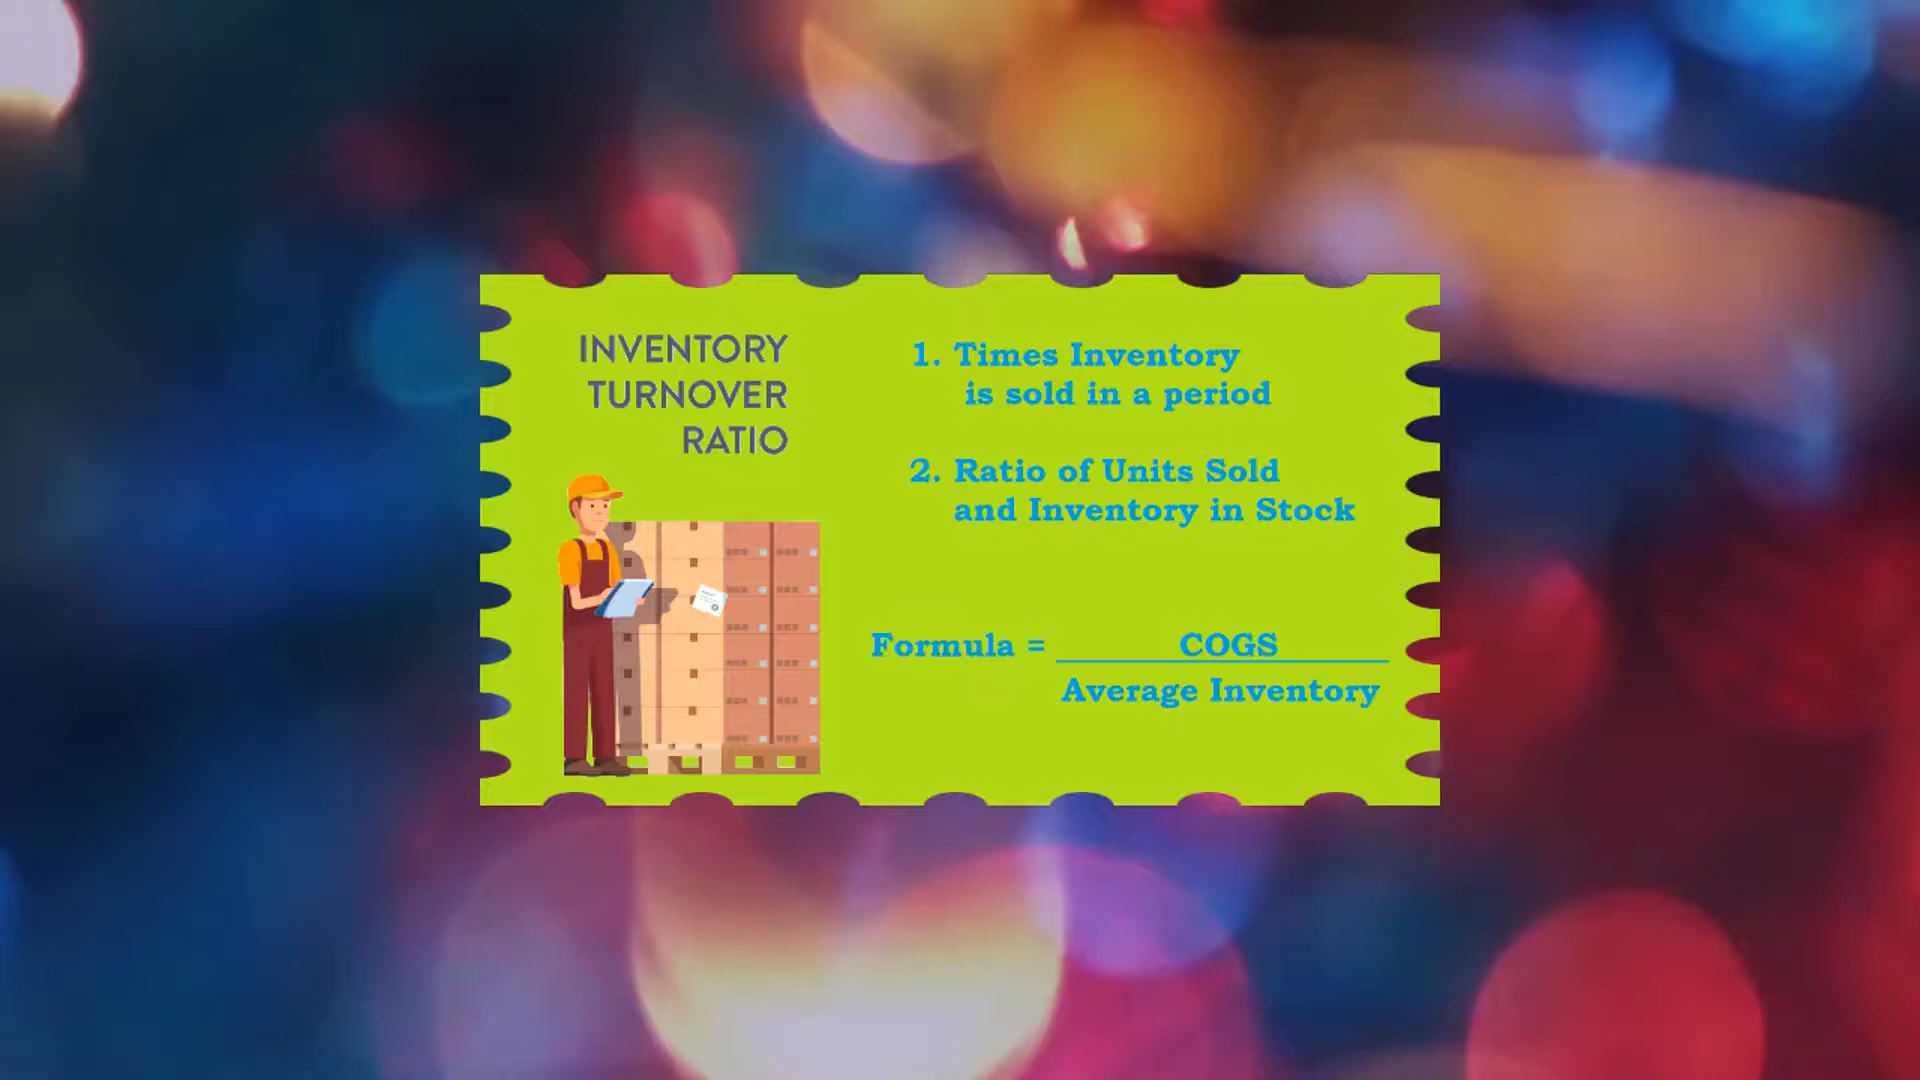 INVENTORY
TURNOVER
RATIO
1. Times Inventory
is sold in a period
2. Ratio of Units Sold
and Inventory in Stock
Formula = COGS
Average Inventory